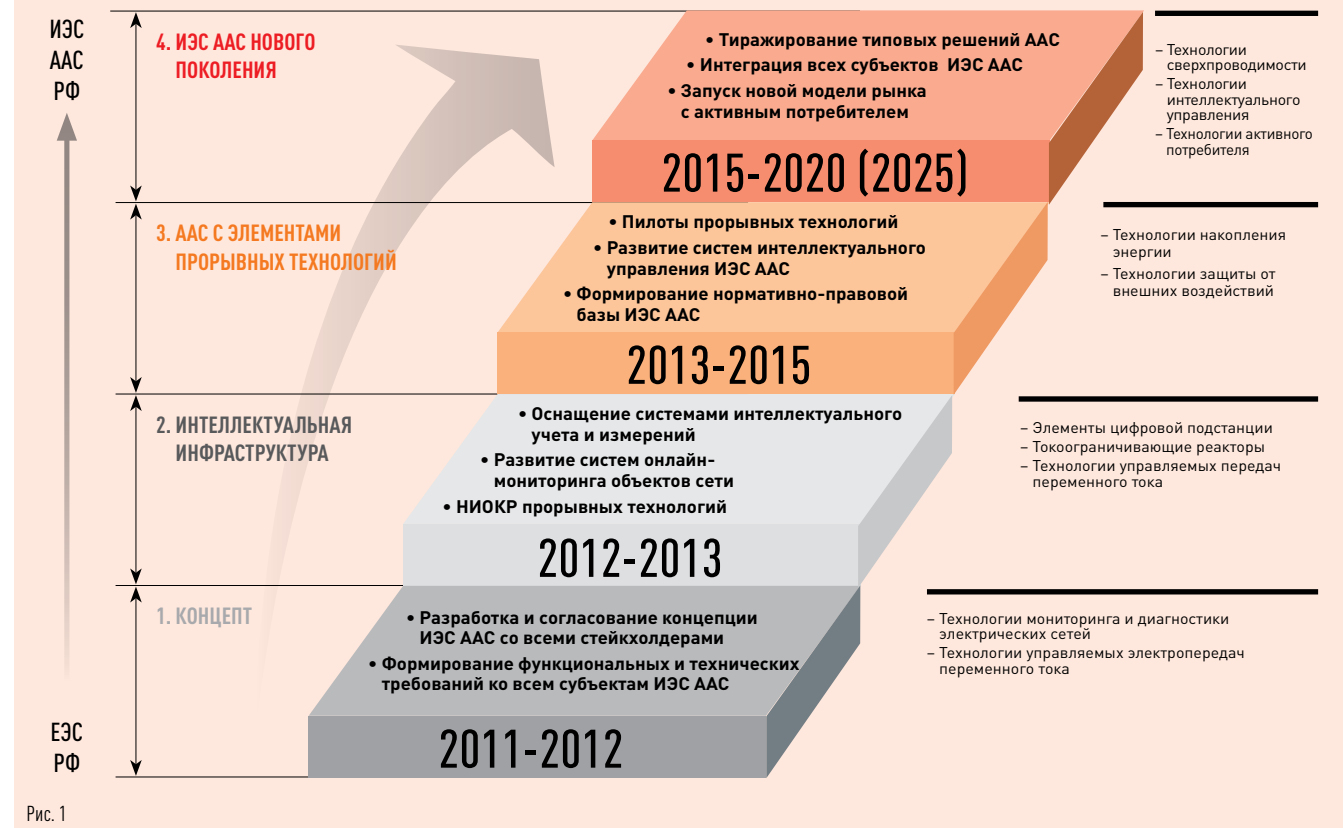 ИЭС
ААС
РФ
4. ИЭС ААС НОВОГО
ПОКОЛЕНИЯ
• Тиражирование типовых решений ААС
• Интеграция всех субъектов ИЭС ААС
• Запуск новой модели рынка
с активным потребителем
2015-2020 (2025)
– Технологии
сверхпроводимости
– Технологии
интеллектуального
управления
– Технологии активного
потребителя
3. ААС С ЭЛЕМЕНТАМИ
ПРОРЫВНЫХ ТЕХНОЛОГИЙ
• Пилоты прорывных технологий
• Развитие систем интеллектуального
управления ИЭС ААС
• Формирование нормативно-правовой
базы ИЭС ААС
2013-2015
– Технологии накопления
энергии
– Технологии защиты от
внешних воздействий
2. ИНТЕЛЛЕКТУАЛЬНАЯ
ИНФРАСТРУКТУРА
• Оснащение системами интеллектуального
учета и измерений
• Развитие систем онлайн-
мониторинга объектов сети
• НИОКР прорывных технологий
2012-2013
– Элементы цифровой подстанции
– Токоограничивающие реакторы
– Технологии управляемых передач
переменного тока
1. КОНЦЕПТ
• Разработка и согласование концепции
ИЭС ААС со всеми стейкхолдерами
• Формирование функциональных и технических
требований ко всем субъектам ИЭС ААС
2011-2012
– Технологии мониторинга и диагностики
электрических сетей
– Технологии управляемых электропередач
переменного тока
ЕЭС
РФ
Рис. 1